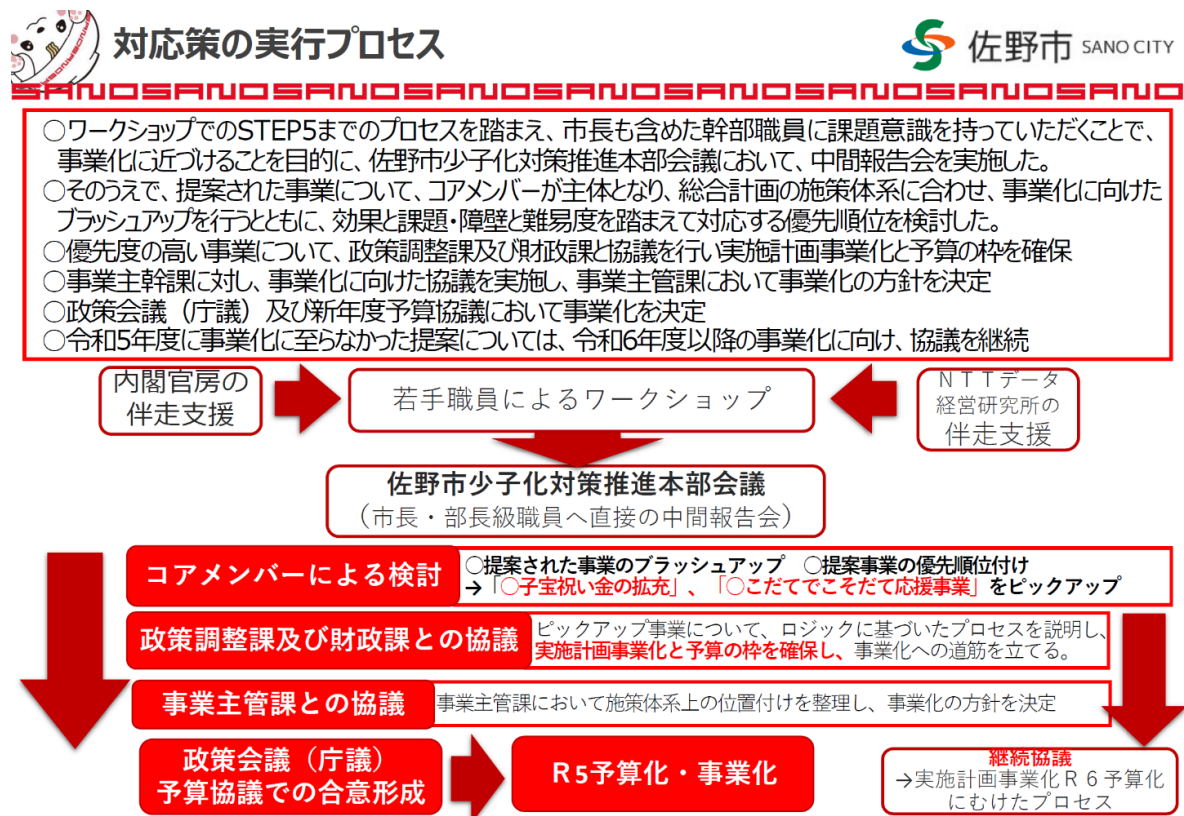 対応策の実行プロセス
佐野市 SANO CITY
SANOSANOSANOSANOSANOSANOSANOSANOSANO
○ワークショップでのSTEP5までのプロセスを踏まえ、市長も含めた幹部職員に課題意識を持っていただくことで、
事業化に近づけることを目的に、佐野市少子化対策推進本部会議において、中間報告会を実施した。
○そのうえで、提案された事業について、コアメンバーが主体となり、総合計画の施策体系に合わせ、事業化に向けた
ブラッシュアップを行うとともに、効果と課題・障壁と難易度を踏まえて対応する優先順位を検討した。
○優先度の高い事業について、政策調整課及び財政課と協議を行い実施計画事業化と予算の枠を確保
○事業主幹課に対し、事業化に向けた協議を実施し、事業主管課において事業化の方針を決定
○政策会議（庁議）及び新年度予算協議において事業化を決定
○令和5年度に事業化に至らなかった提案については、令和6年度以降の事業化に向け、協議を継続
内閣官房の
伴走支援
若手職員によるワークショップ
ＮＴＴデータ
経営研究所の
伴走支援
佐野市少子化対策推進本部会議
（市長・部長級職員へ直接の中間報告会）
コアメンバーによる検討
○提案された事業のブラッシュアップ　○提案事業の優先順位付け
→「○子宝祝い金の拡充」、「○こだてでこそだて応援事業」をピックアップ
政策調整課及び財政課との協議
ピックアップ事業について、ロジックに基づいたプロセスを説明し、
実施計画事業化と予算の枠を確保し、事業化への道筋を立てる。
事業主管課との協議
事業主管課において施策体系上の位置付けを整理し、事業化の方針を決定
政策会議（庁議）
予算協議での合意形成
Ｒ5予算化・事業化
継続協議
→実施計画事業化Ｒ６予算化
にむけたプロセス